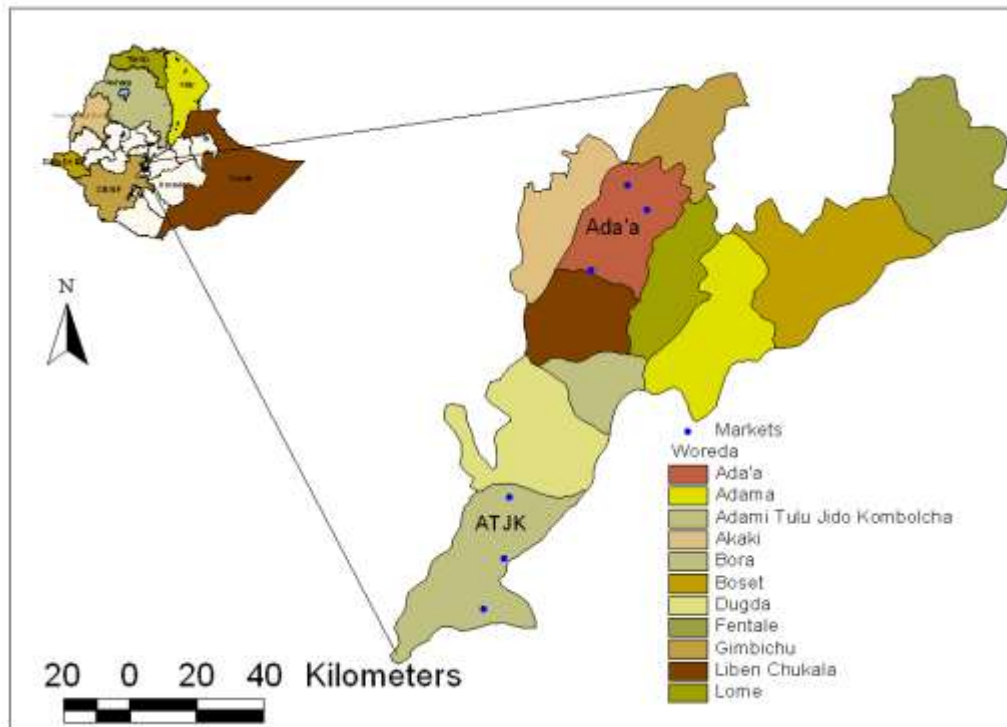 N
Ada'a
ATJK
Markets
Woreda
Ada'a
Adama
Adami Tulu Jido Kombolcha
Akaki
Bora
Boset
Dugda
Fentale
Gimbichu
Liben Chukala
Lome
20 0 20 40 Kilometers